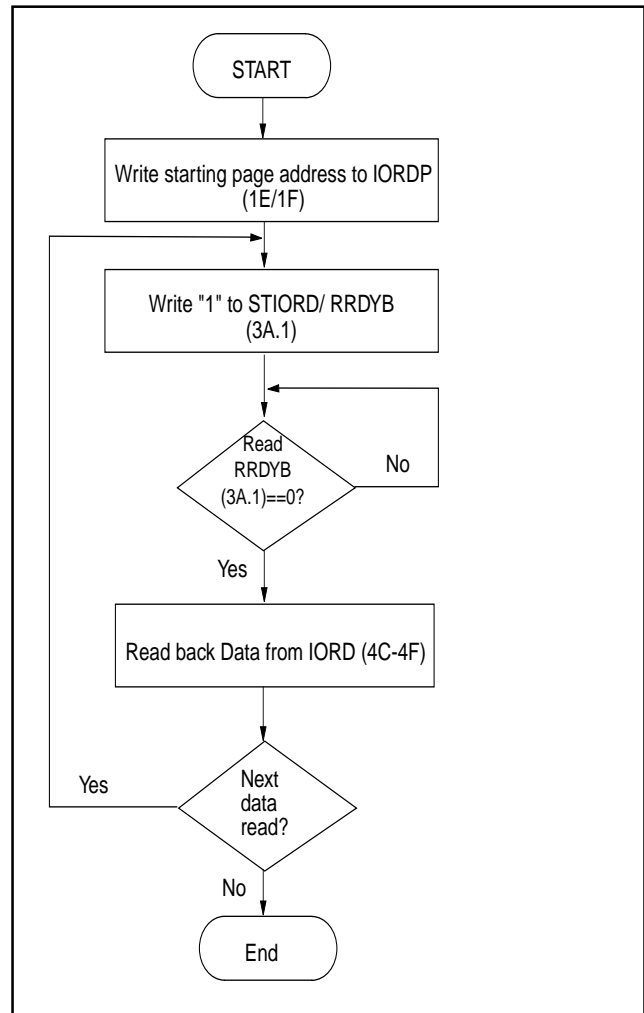 START
Write starting page address to IORDP
(1E/1F)
Write "1" to STIORD/ RRDYB
(3A.1)
Read
RRDYB
(3A.1)==0?
No
Yes
Read back Data from IORD (4C-4F)
Yes
Next
data
read?
No
End